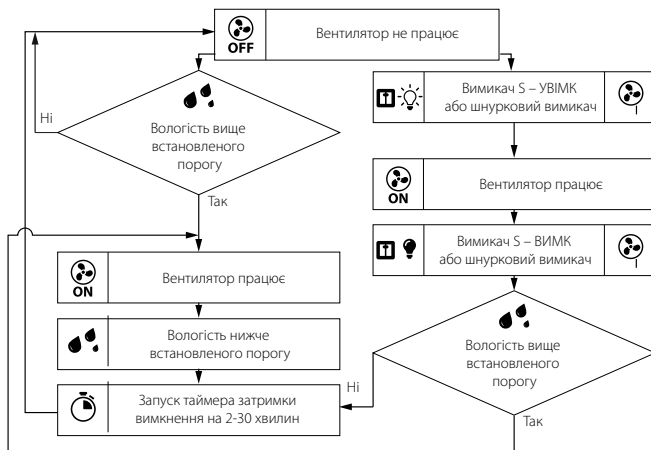 OFF
Вентилятор не працює
Вологість вище
встановленого
порогу
Ні
Так
Вимикач S – УВІМК
або шнурковий вимикач
ON
Вентилятор працює
Вимикач S – ВИМК
або шнурковий вимикач
ON
Вентилятор працює
Вологість нижче
встановленого порогу
Запуск таймера затримки
вимкнення на 2-30 хвилин
Вологість вище
встановленого
порогу
Ні
Так